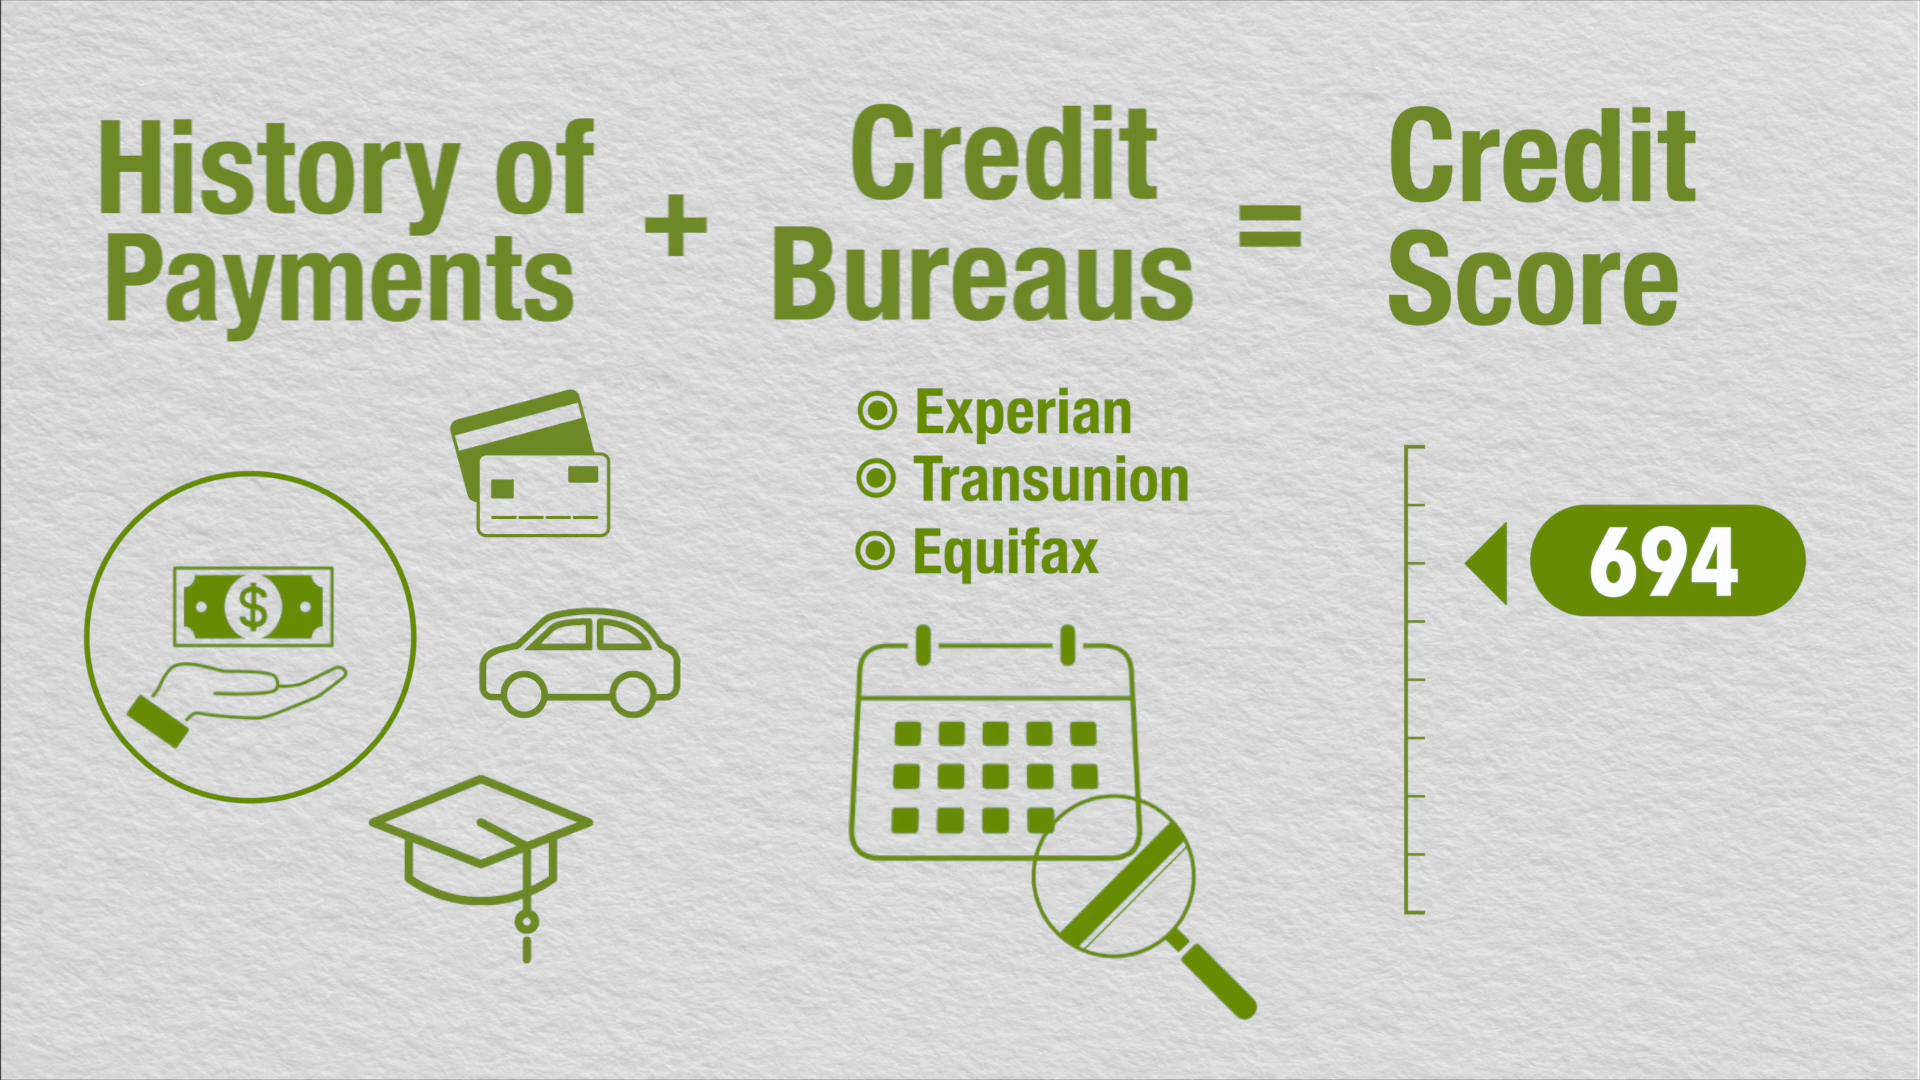 History of
Payments
+
Credit
Bureaus
=
Credit
Score
Experian
Transunion
Equifax
$
694